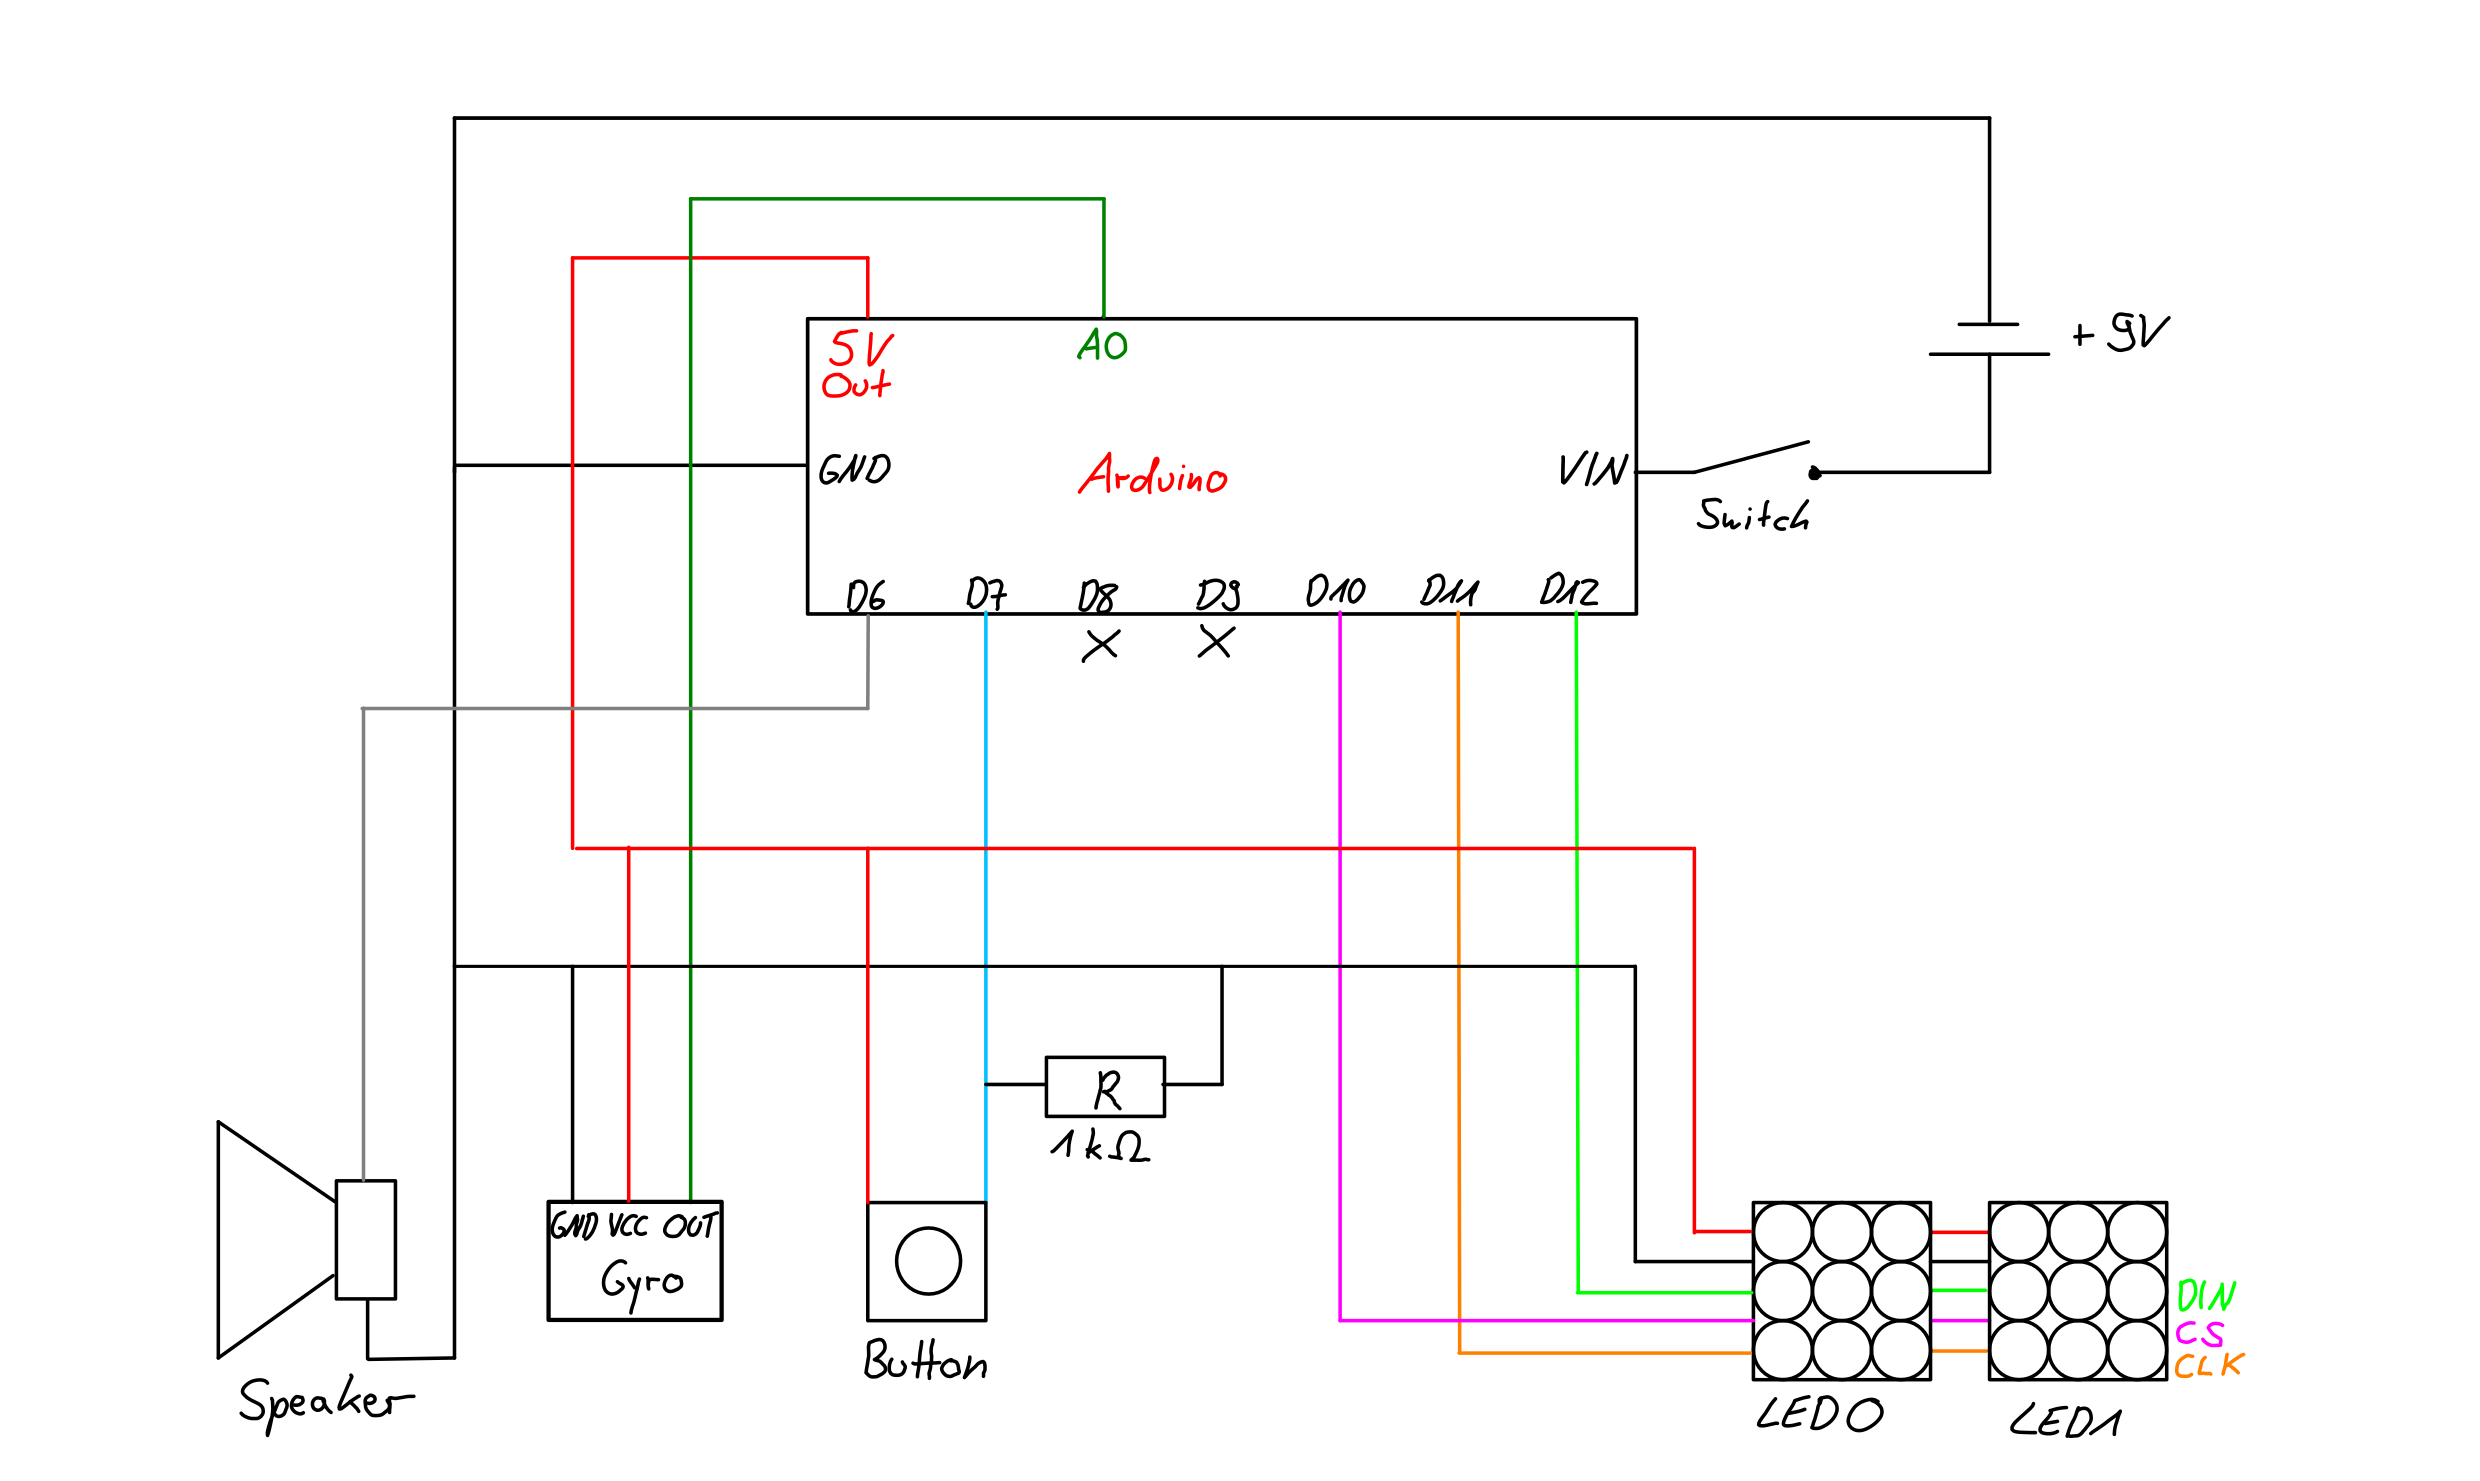 5V
Out
A0
+ 9V
GND
Arduino
VIN
Switch
D6 D7 D8 D9 D10 D11 D12
X X
R
1kΩ
GND VCC OUT
Gyro
Button
Speaker
DIN
CS
CLK
LED0
LED1